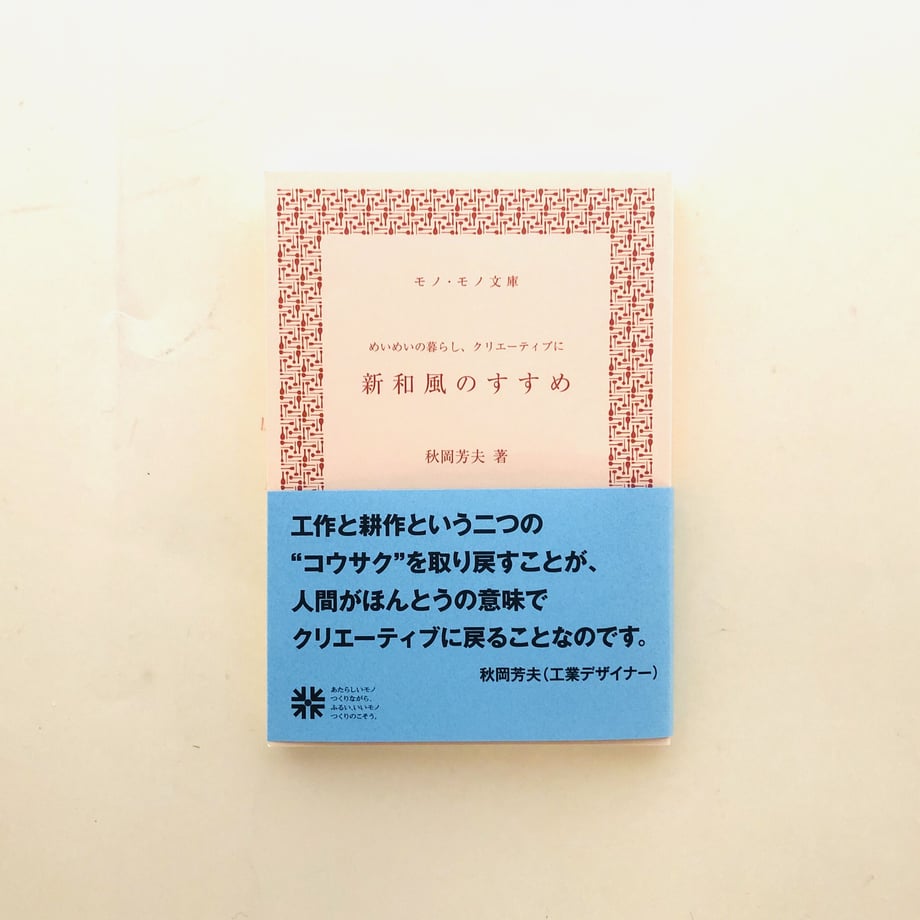 モノ・モノ文庫
めいめいの暮らし、クリエーティブに
新和風のすすめ
秋岡芳夫 著
工作と耕作という二つの
“コウサク”を取り戻すことが、
人間がほんとうの意味で
クリエーティブに戻ることなのです。
秋岡芳夫(工業デザイナー)
あたらしいモノ
つくりながら、
ふるい、いいモノ
つくりのこそう。